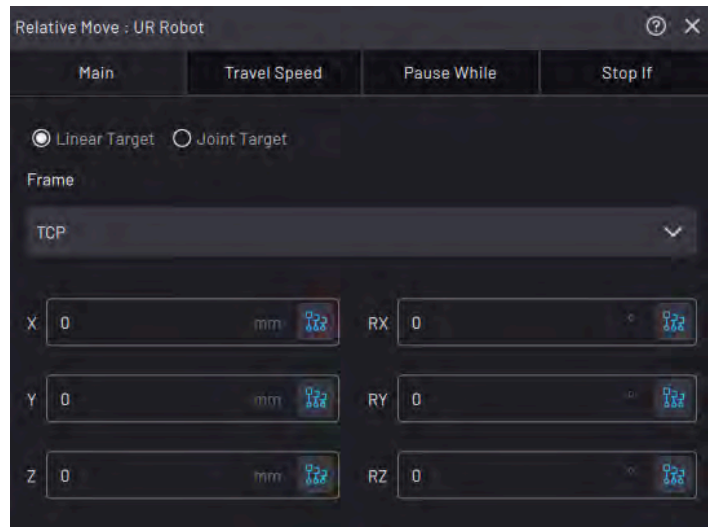 Relative Move : UR Robot
Main Travel Speed Pause While Stop If
Linear Target Joint Target
Frame
TCP
X 0 mm RX 0 °
Y 0 mm RY 0 °
Z 0 mm RZ 0 °